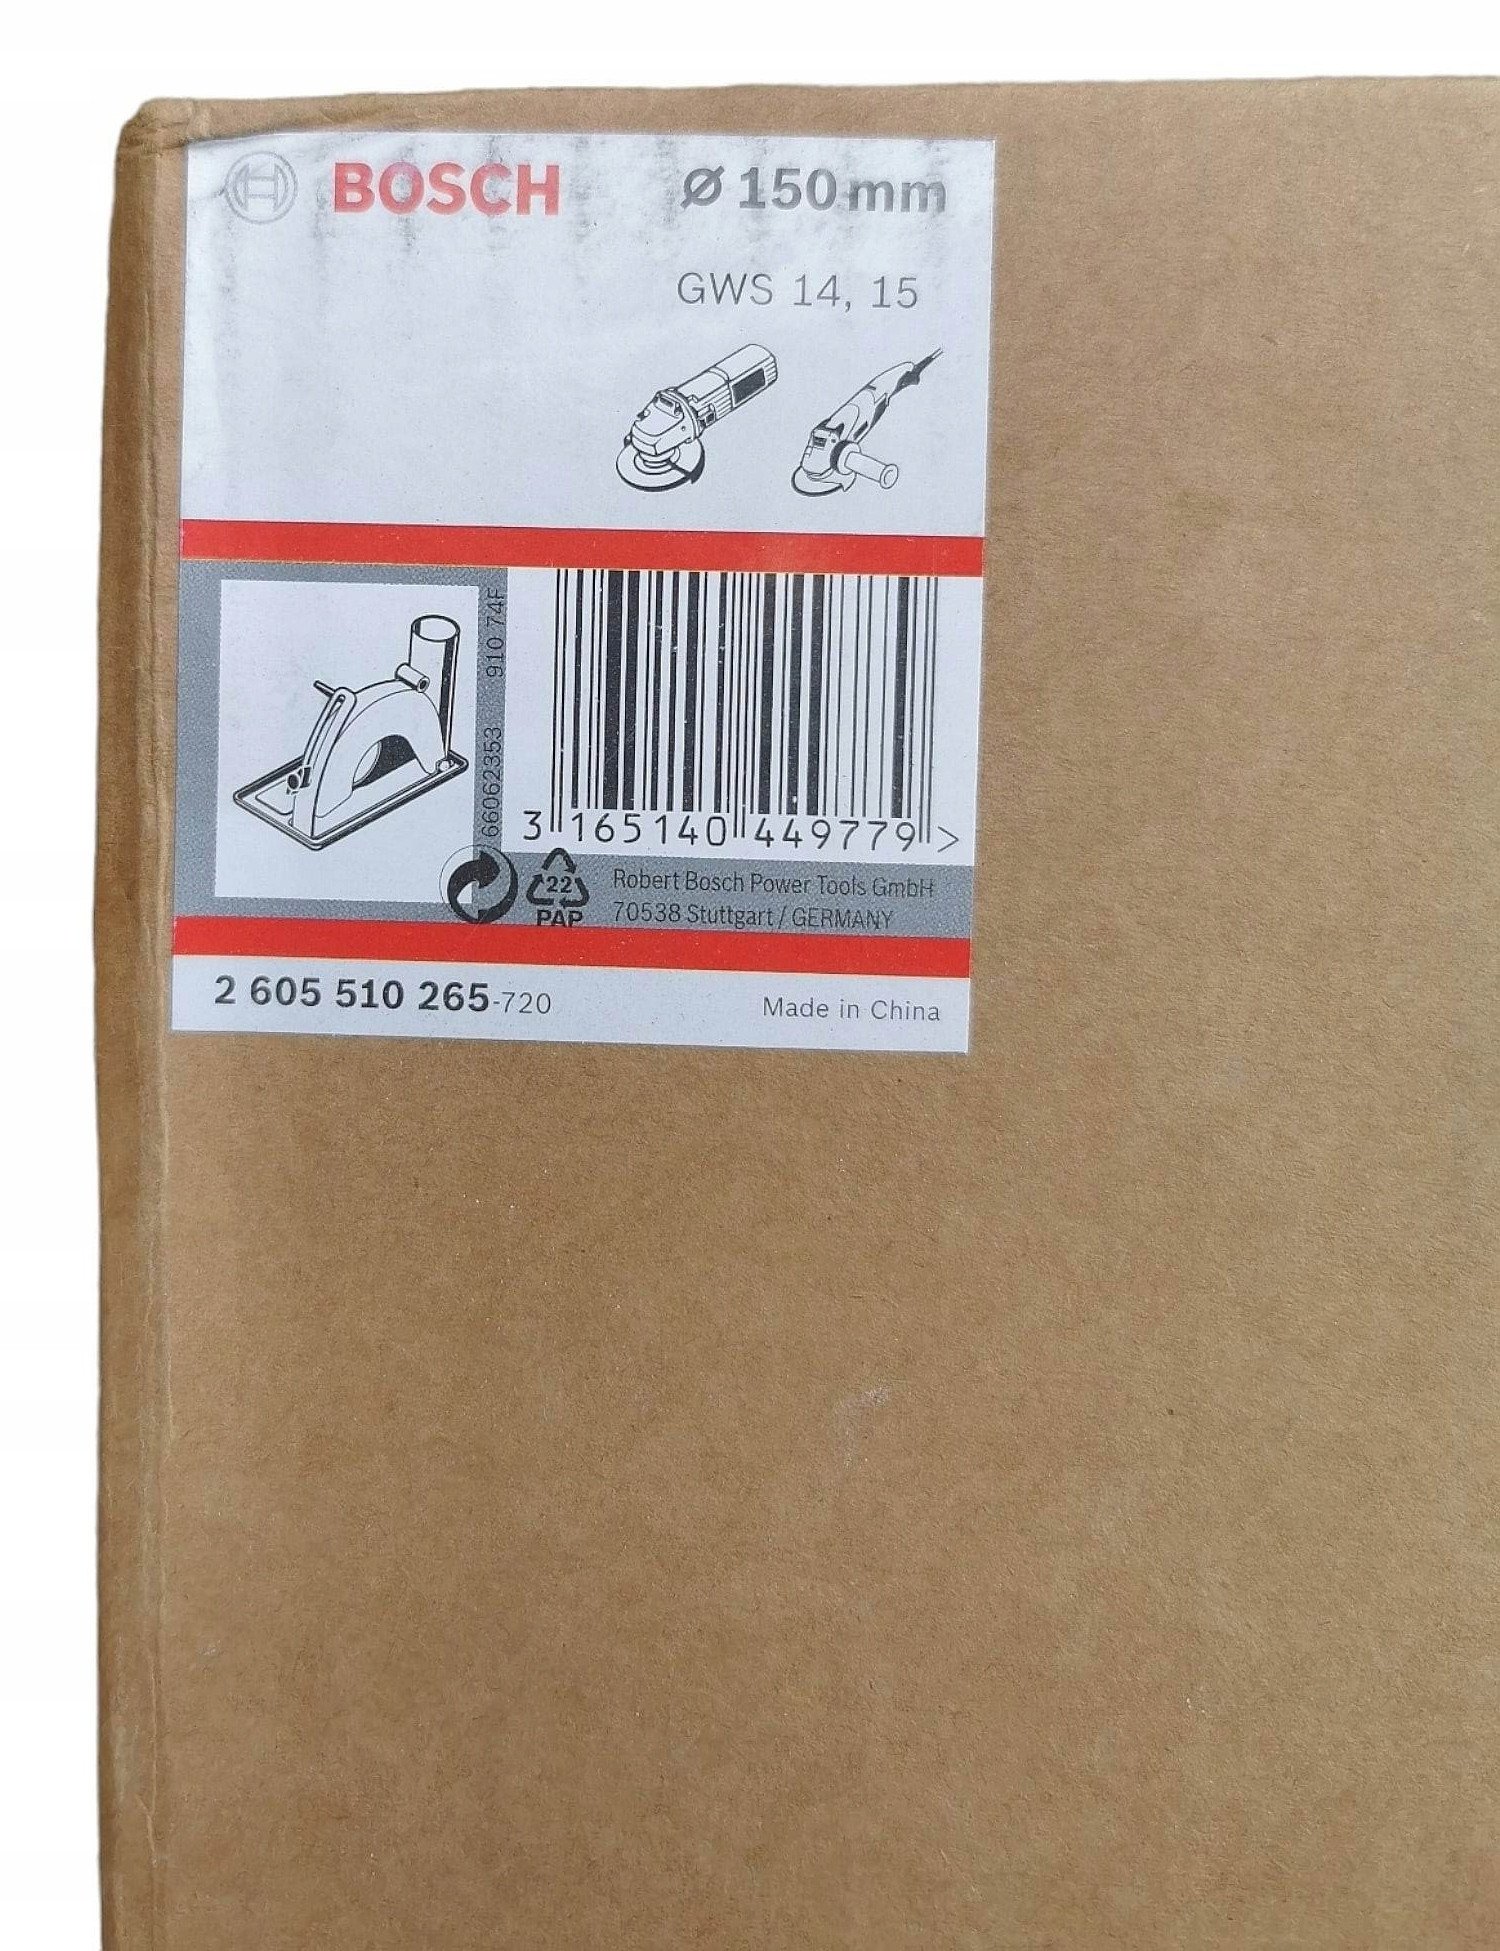 BOSCH
Ø 150 mm
GWS 14, 15
66062353 910 74F
3 165140 449779 >
22
PAP
Robert Bosch Power Tools GmbH
70538 Stuttgart / GERMANY
2 605 510 265-720
Made in China